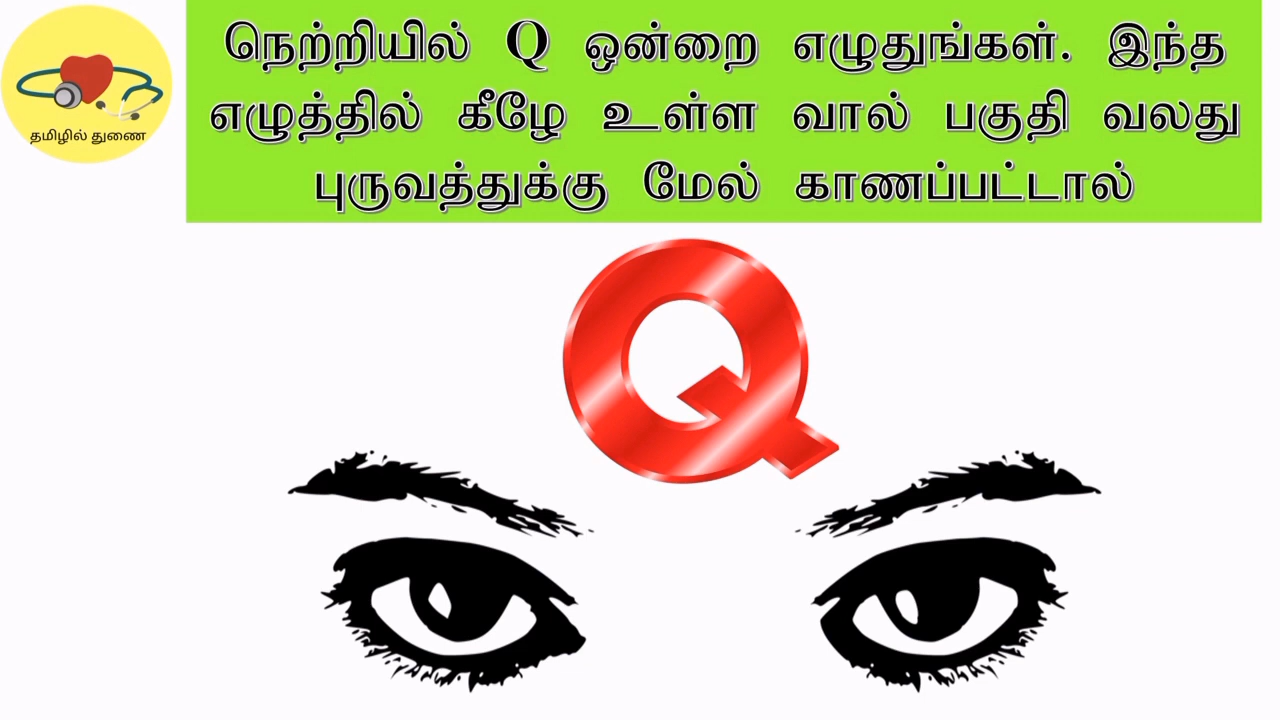 நெற்றியில் Q ஒன்றை எழுதுங்கள். இந்த
எழுத்தில் கீழே உள்ள வால் பகுதி வலது
புருவத்துக்கு மேல் காணப்பட்டால்
தமிழில் துணை
Q